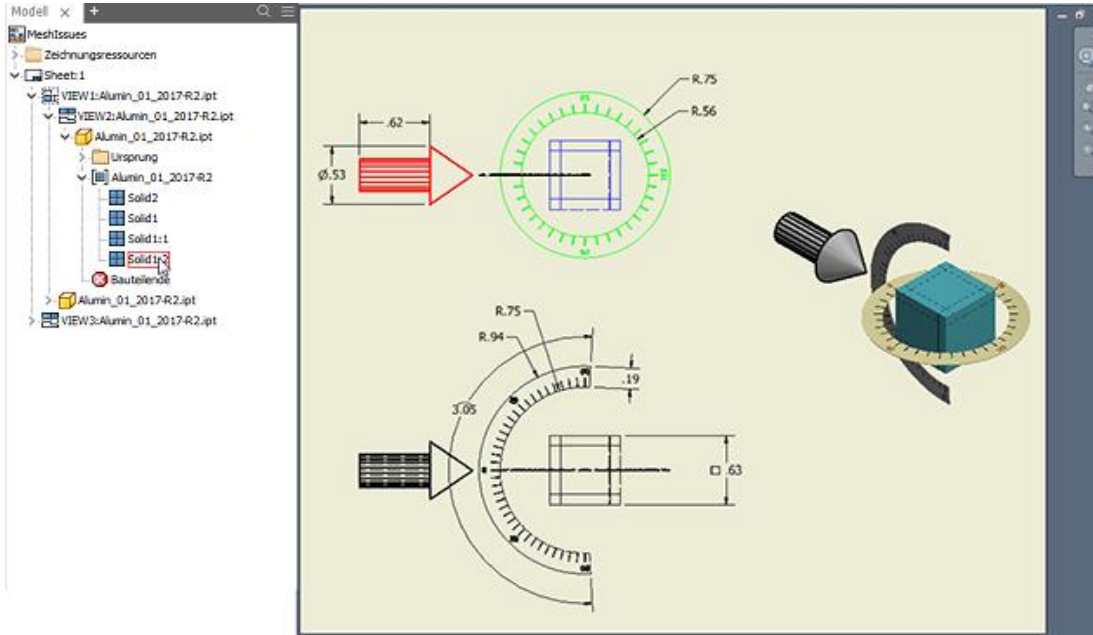 Modell × +
MeshIssues
Zeichnungsressourcen
Sheet:1
VIEW1:Alumin_01_2017-R2.ipt
VIEW2:Alumin_01_2017-R2.ipt
Alumin_01_2017-R2.ipt
Ursprung
Alumin_01_2017-R2
Solid2
Solid1
Solid1:1
Solid1:2
Bauteilende
Alumin_01_2017-R2.ipt
VIEW3:Alumin_01_2017-R2.ipt
R.75
R.56
.62
Ø.53
R.75
R.94
.19
3.05
□ .63